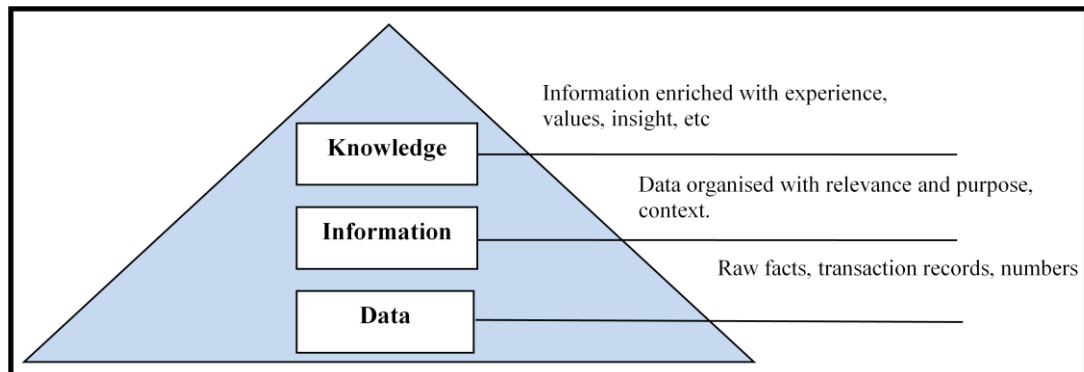 Information enriched with experience,
values, insight, etc
Knowledge
Data organised with relevance and purpose,
context.
Information
Raw facts, transaction records, numbers
Data